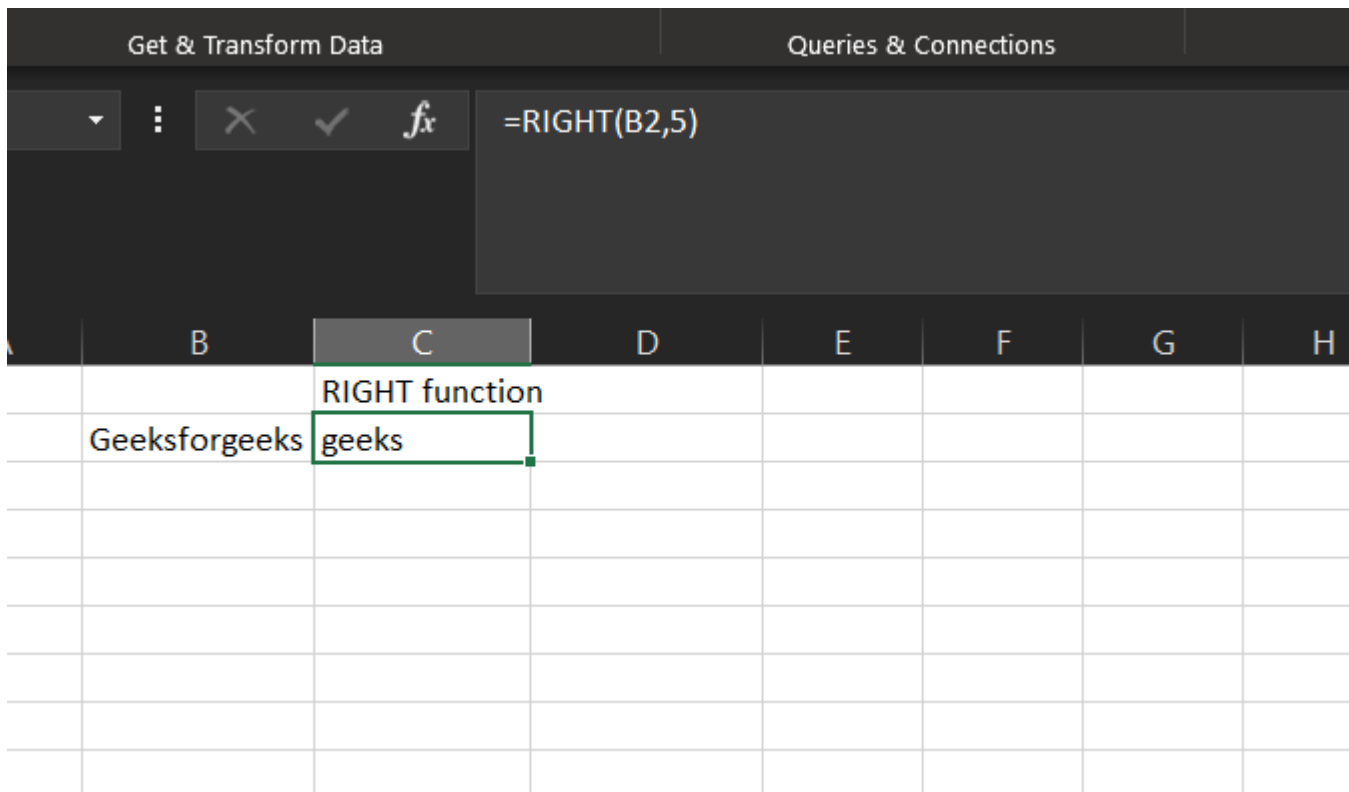 Get & Transform Data Queries & Connections
fx =RIGHT(B2,5)
B C D E F G H
RIGHT function
Geeksforgeeks geeks